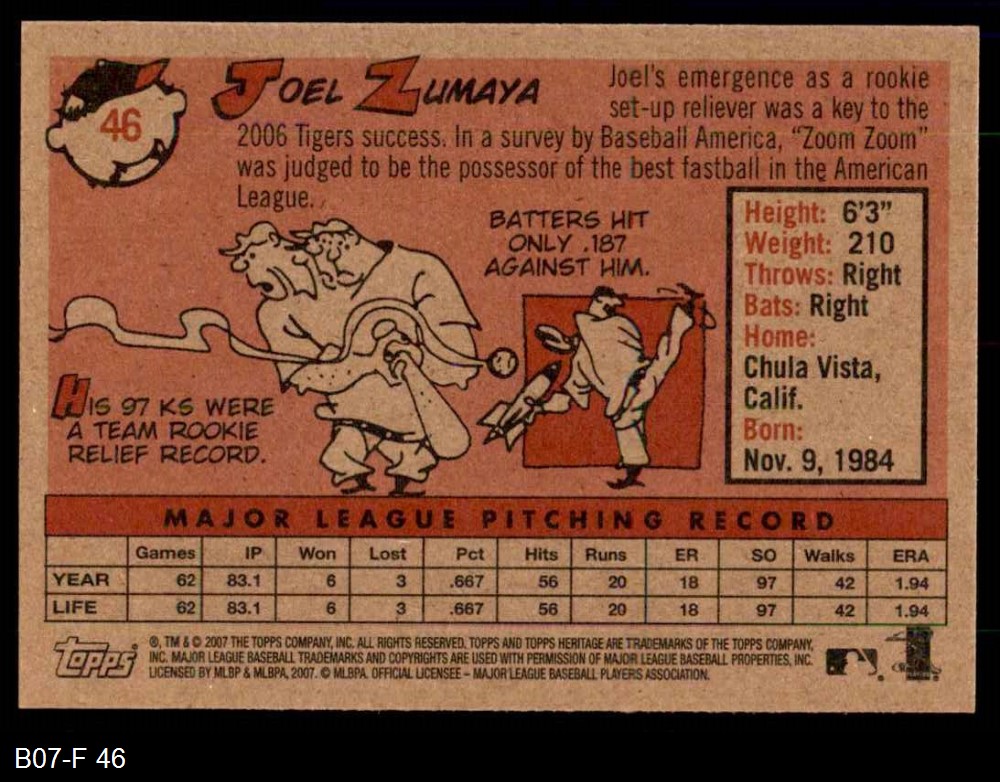 46
JOEL ZUMAYA
Joel's emergence as a rookie
set-up reliever was a key to the
2006 Tigers success. In a survey by Baseball America, "Zoom Zoom"
was judged to be the possessor of the best fastball in the American
League.
BATTERS HIT
ONLY .187
AGAINST HIM.
HIS 97 KS WERE
A TEAM ROOKIE
RELIEF RECORD.
Height: 6'3"
Weight: 210
Throws: Right
Bats: Right
Home:
Chula Vista,
Calif.
Born:
Nov. 9, 1984
MAJOR LEAGUE PITCHING RECORD
Games IP Won Lost Pct Hits Runs ER SO Walks ERA
YEAR 62 83.1 6 3 .667 56 20 18 97 42 1.94
LIFE 62 83.1 6 3 .667 56 20 18 97 42 1.94
Topps
®, TM & © 2007 THE TOPPS COMPANY, INC. ALL RIGHTS RESERVED. TOPPS AND TOPPS HERITAGE ARE TRADEMARKS OF THE TOPPS COMPANY,
INC. MAJOR LEAGUE BASEBALL TRADEMARKS AND COPYRIGHTS ARE USED WITH PERMISSION OF MAJOR LEAGUE BASEBALL PROPERTIES, INC.
LICENSED BY MLBP & MLBPA, 2007. © MLBPA. OFFICIAL LICENSEE – MAJOR LEAGUE BASEBALL PLAYERS ASSOCIATION.
B07-F 46